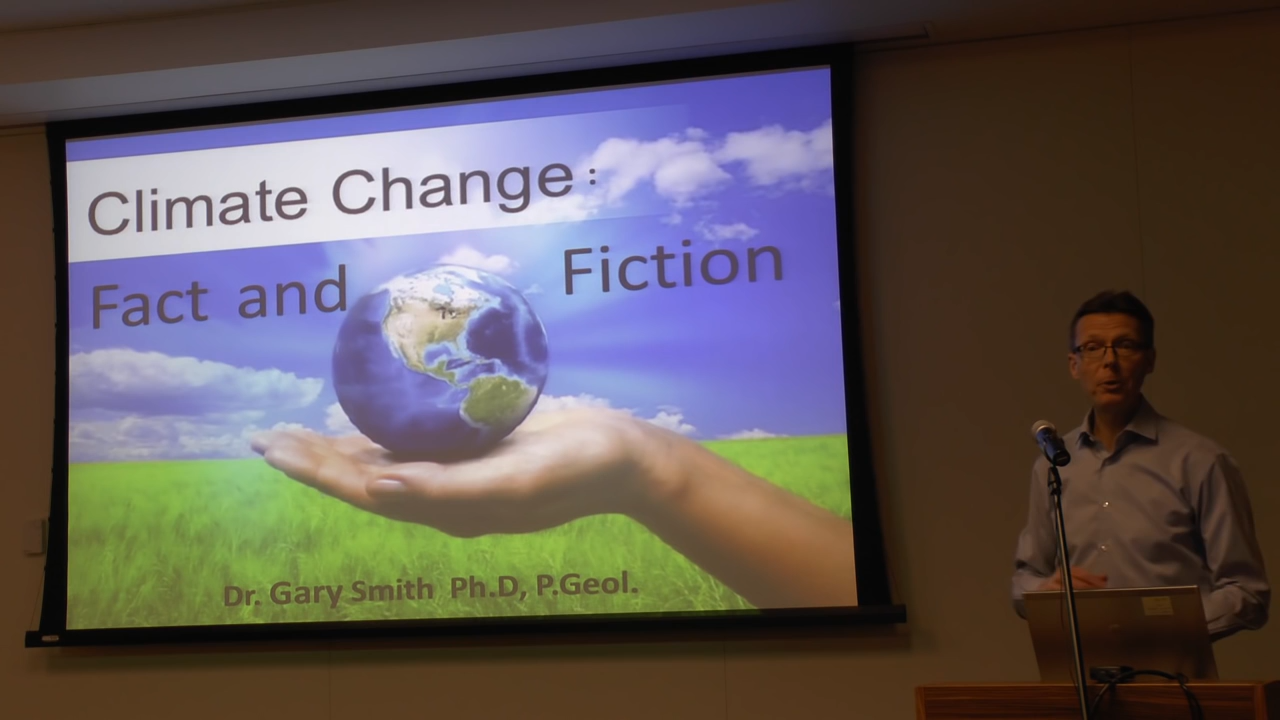 Climate Change :
Fact and Fiction
Dr. Gary Smith Ph.D, P.Geol.